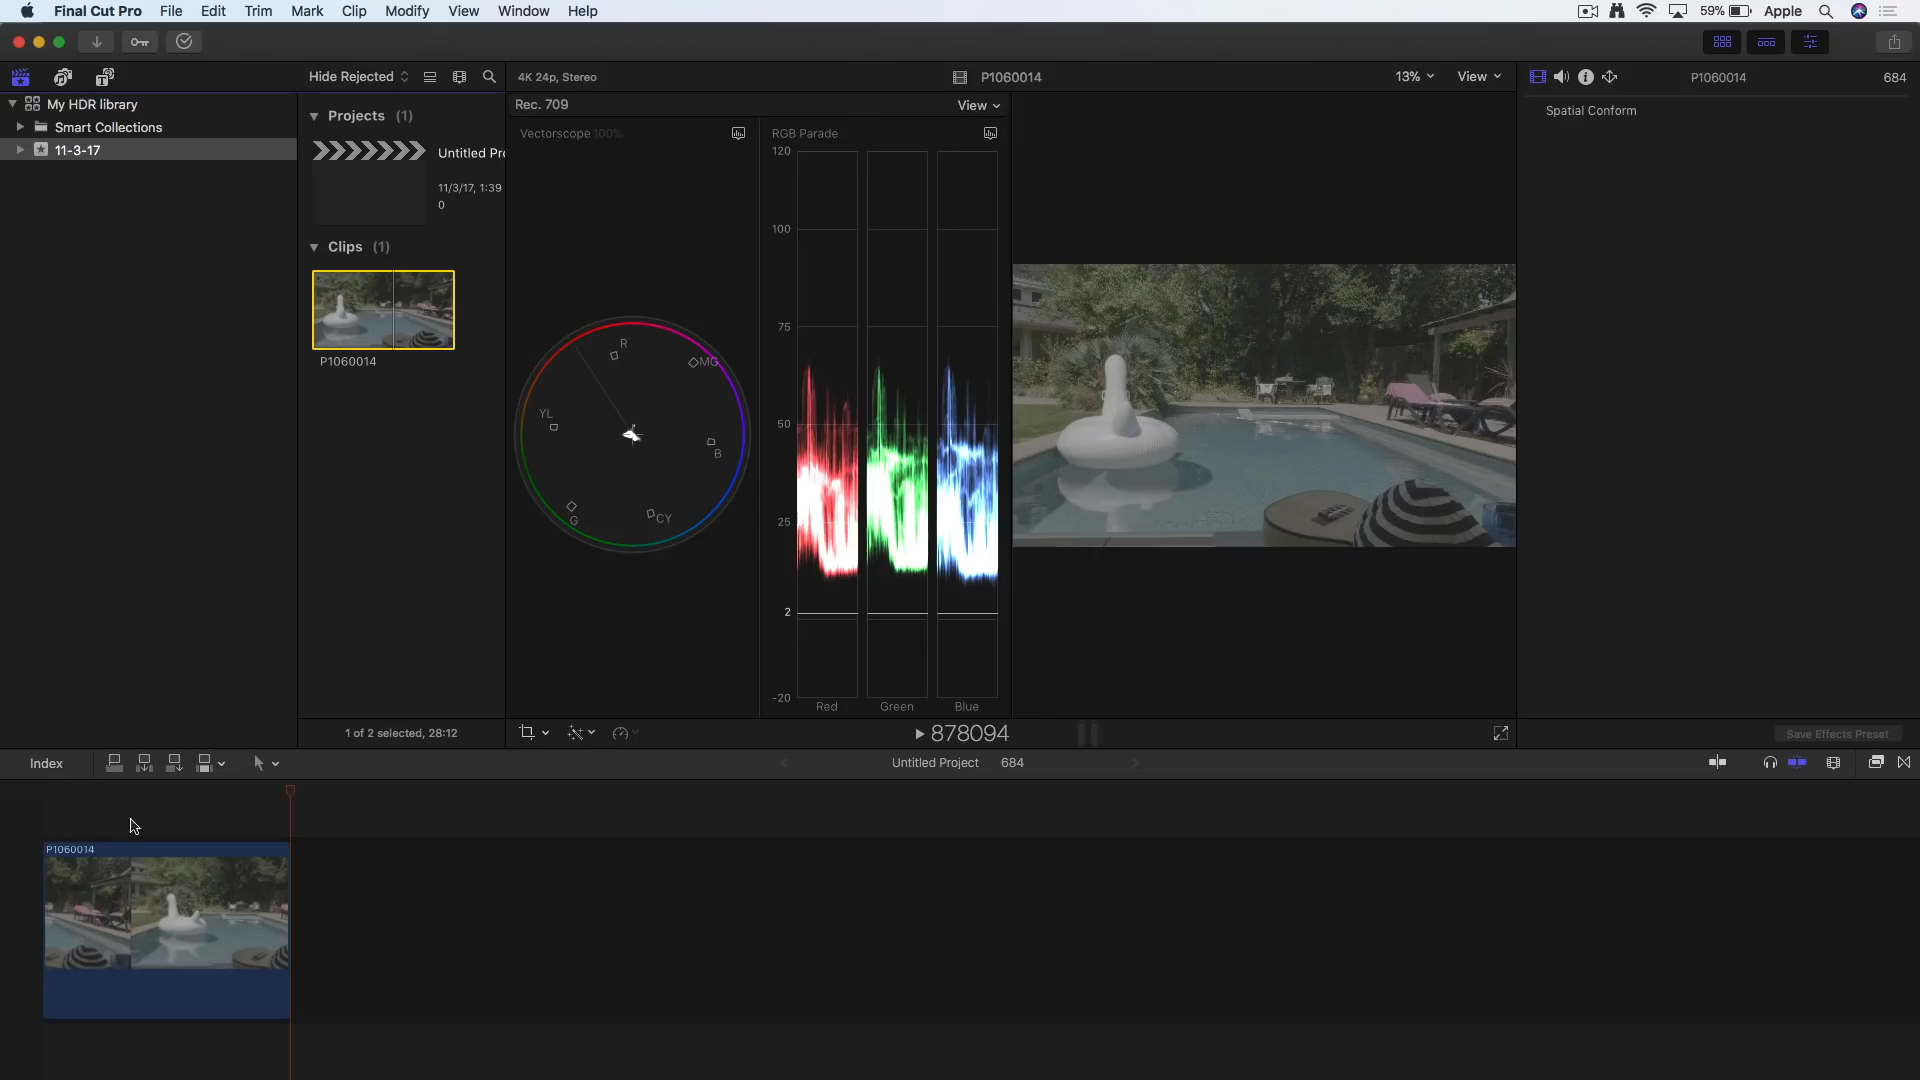 Final Cut Pro File Edit Trim Mark Clip Modify View Window Help
59% Apple
Hide Rejected
4K 24p, Stereo
P1060014
13%
View
P1060014
684
My HDR library
Smart Collections
11-3-17
Projects (1)
Untitled Pr
11/3/17, 1:39
0
Clips (1)
P1060014
Rec. 709
View
Vectorscope 100%
R
MG
YL
B
G
CY
RGB Parade
120
100
75
50
25
2
-20
Red Green Blue
Spatial Conform
1 of 2 selected, 28:12
878094
Save Effects Preset
Index
Untitled Project 684
P1060014